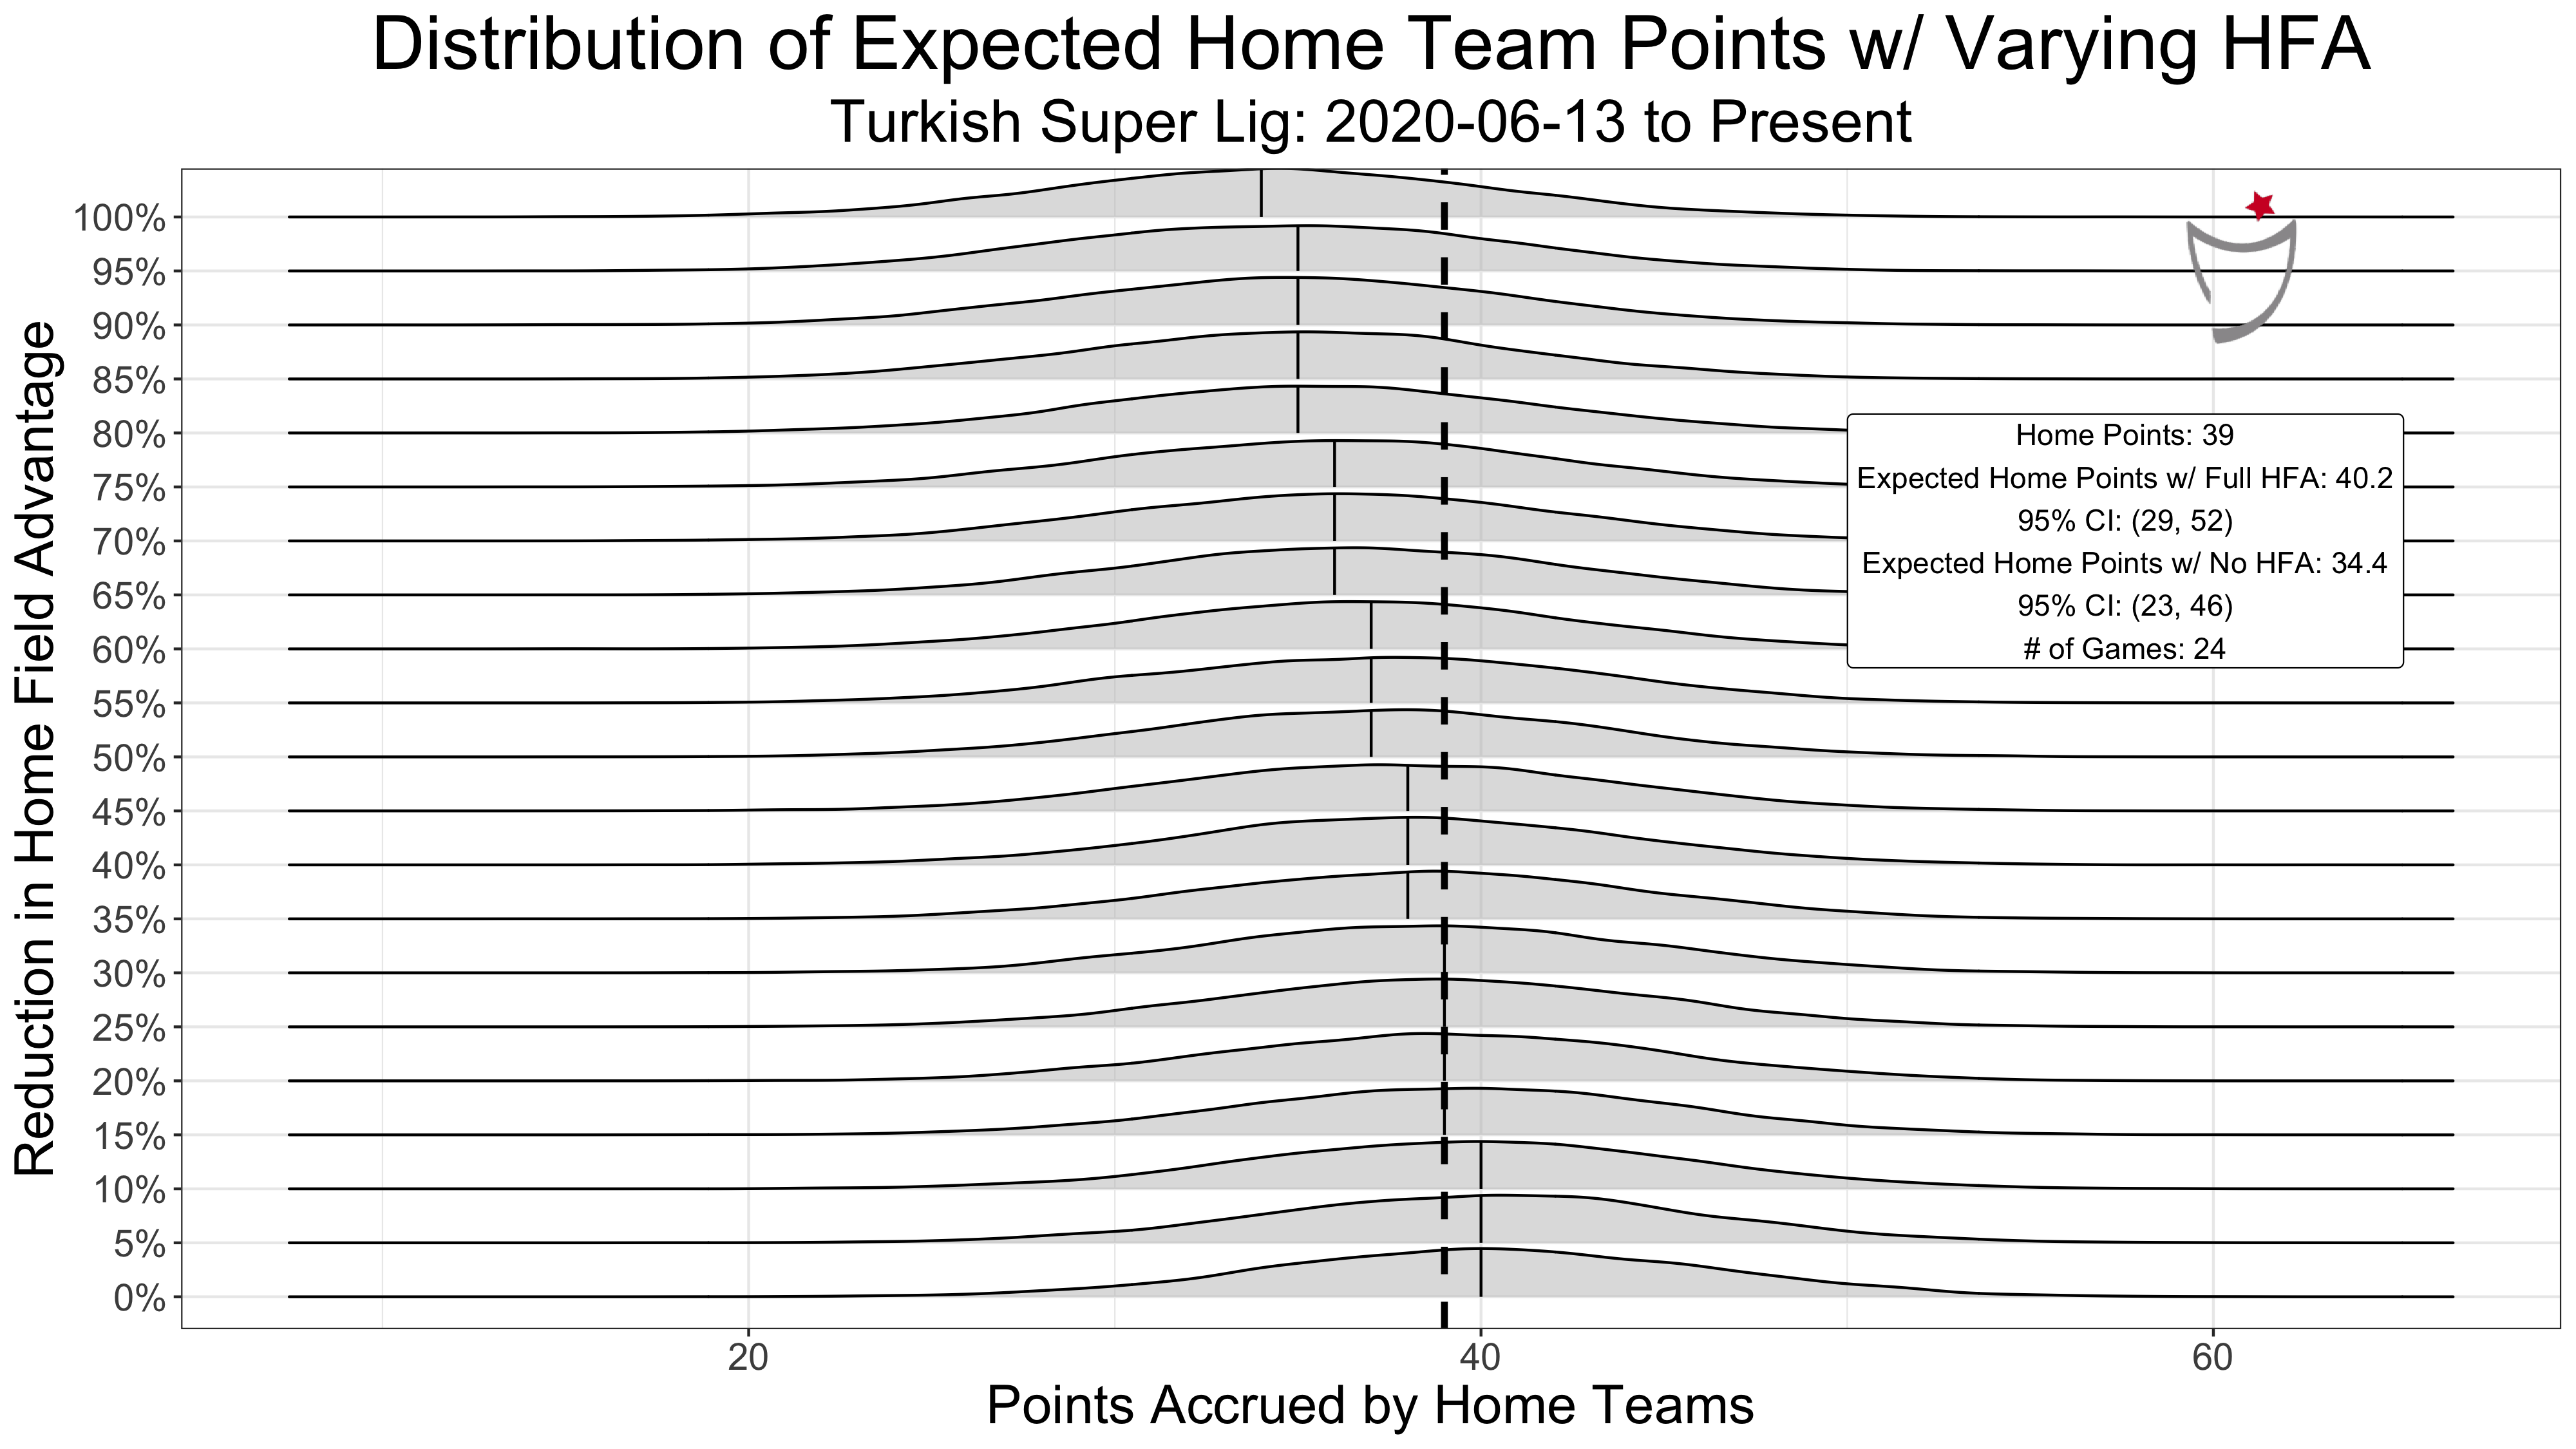 Distribution of Expected Home Team Points w/ Varying HFA
Turkish Super Lig: 2020-06-13 to Present
Reduction in Home Field Advantage
100%
95%
90%
85%
80%
75%
70%
65%
60%
55%
50%
45%
40%
35%
30%
25%
20%
15%
10%
5%
0%
Home Points: 39
Expected Home Points w/ Full HFA: 40.2
95% CI: (29, 52)
Expected Home Points w/ No HFA: 34.4
95% CI: (23, 46)
# of Games: 24
20
40
60
Points Accrued by Home Teams